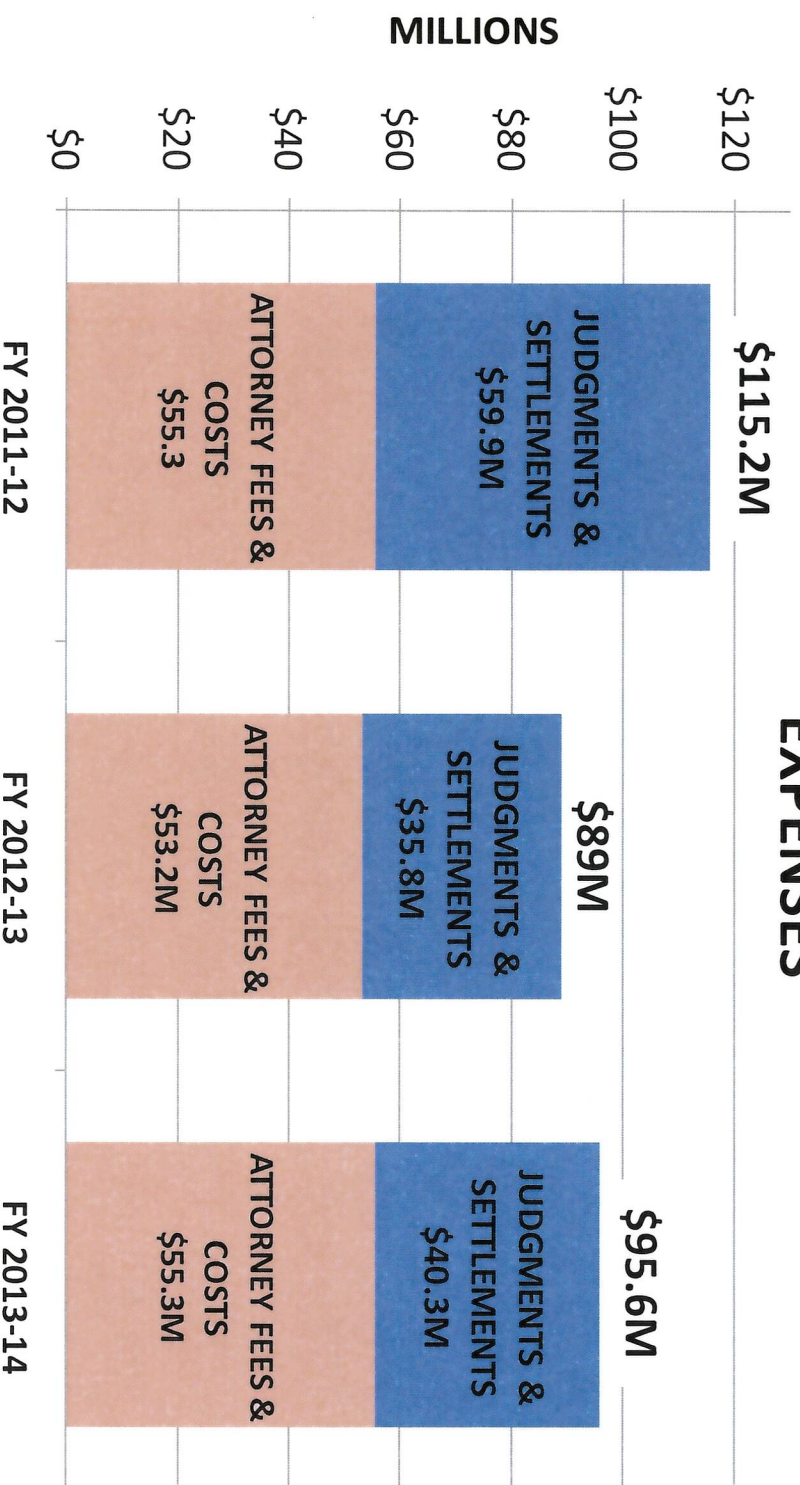 EXPENSES
MILLIONS
$120
$100
$80
$60
$40
$20
$0
$115.2M
JUDGMENTS &
SETTLEMENTS
$59.9M
ATTORNEY FEES &
COSTS
$55.3
FY 2011-12
$89M
JUDGMENTS &
SETTLEMENTS
$35.8M
ATTORNEY FEES &
COSTS
$53.2M
FY 2012-13
$95.6M
JUDGMENTS &
SETTLEMENTS
$40.3M
ATTORNEY FEES &
COSTS
$55.3M
FY 2013-14